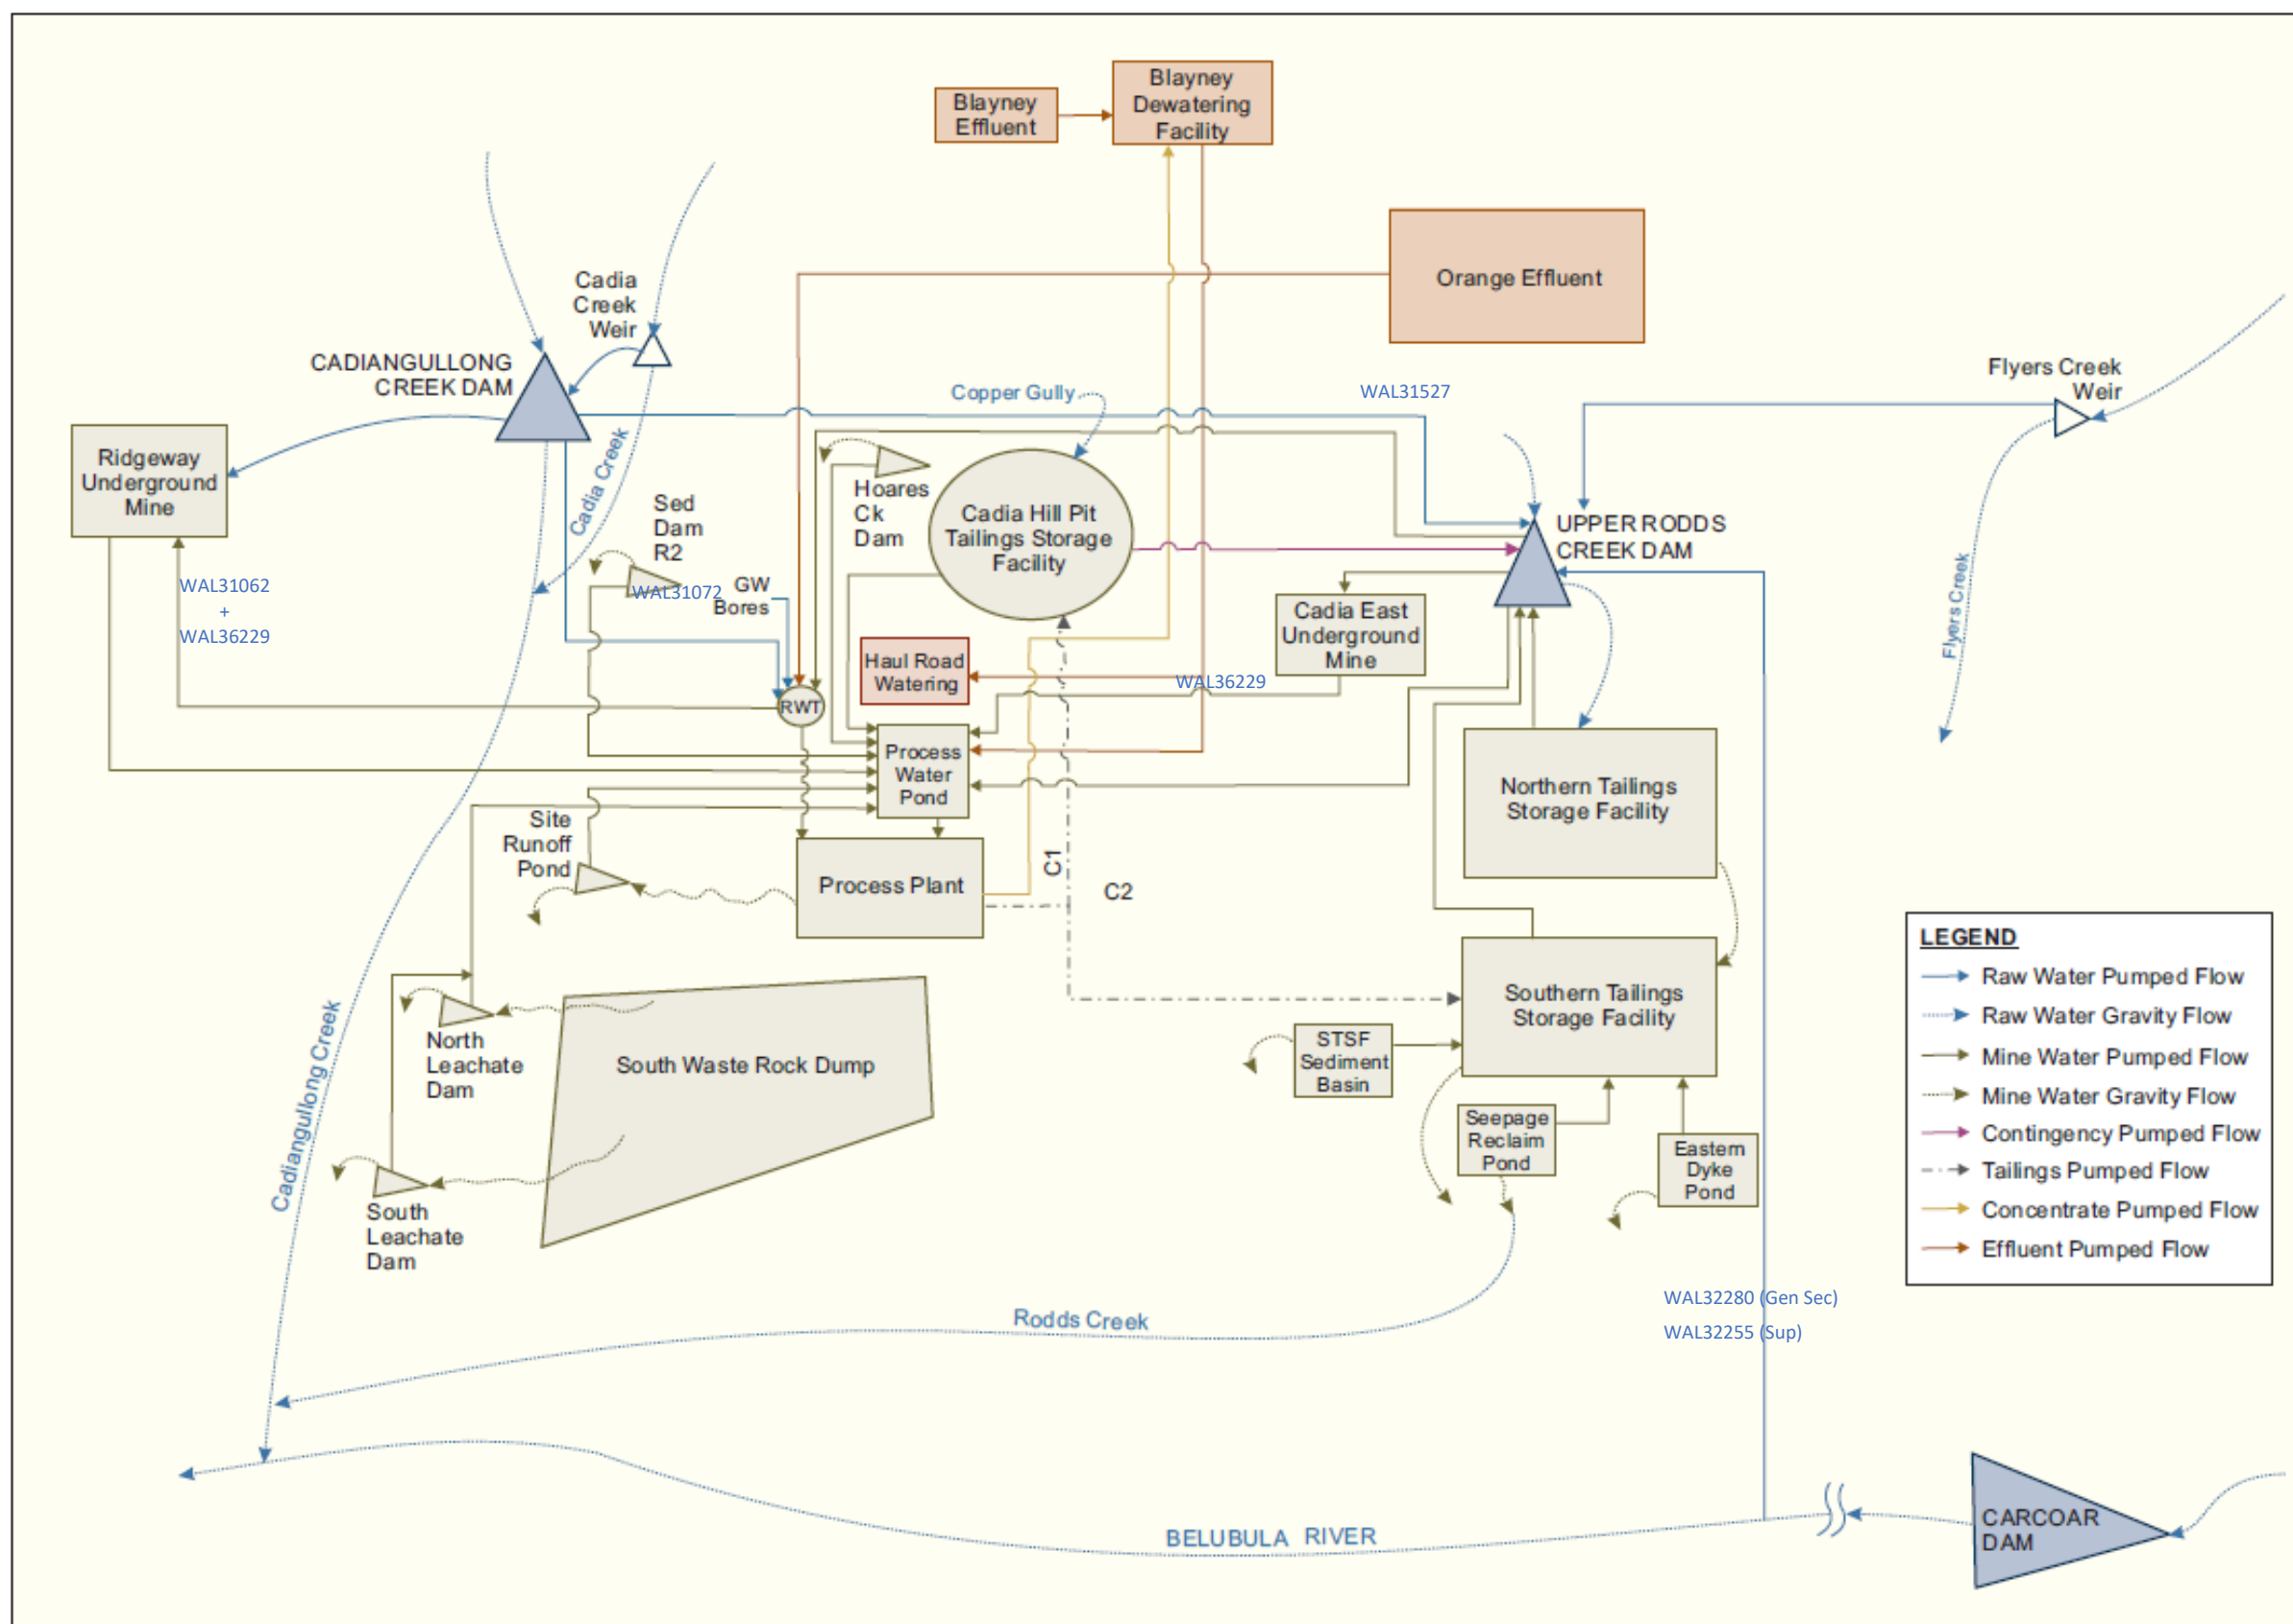 Blayney
Effluent
Blayney
Dewatering
Facility
Orange Effluent
Cadia
Creek
Weir
CADIANGULLONG
CREEK DAM
Copper Gully
WAL31527
Flyers Creek
Weir
Ridgeway
Underground
Mine
Cadia Creek
Sed
Dam
R2
Hoares
Ck
Dam
Cadia Hill Pit
Tailings Storage
Facility
UPPER RODDS
CREEK DAM
WAL31062
+
WAL36229
WAL31072
GW
Bores
Cadia East
Underground
Mine
Flyers Creek
Haul Road
Watering
WAL36229
RWT
Process
Water
Pond
Northern Tailings
Storage Facility
Site
Runoff
Pond
Process Plant
C1
C2
LEGEND
Raw Water Pumped Flow
Raw Water Gravity Flow
Mine Water Pumped Flow
Mine Water Gravity Flow
Contingency Pumped Flow
Tailings Pumped Flow
Concentrate Pumped Flow
Effluent Pumped Flow
Southern Tailings
Storage Facility
North
Leachate
Dam
South Waste Rock Dump
STSF
Sediment
Basin
Seepage
Reclaim
Pond
Eastern
Dyke
Pond
Cadiangullong Creek
South
Leachate
Dam
Rodds Creek
WAL32280 (Gen Sec)
WAL32255 (Sup)
BELUBULA RIVER
CARCOAR
DAM